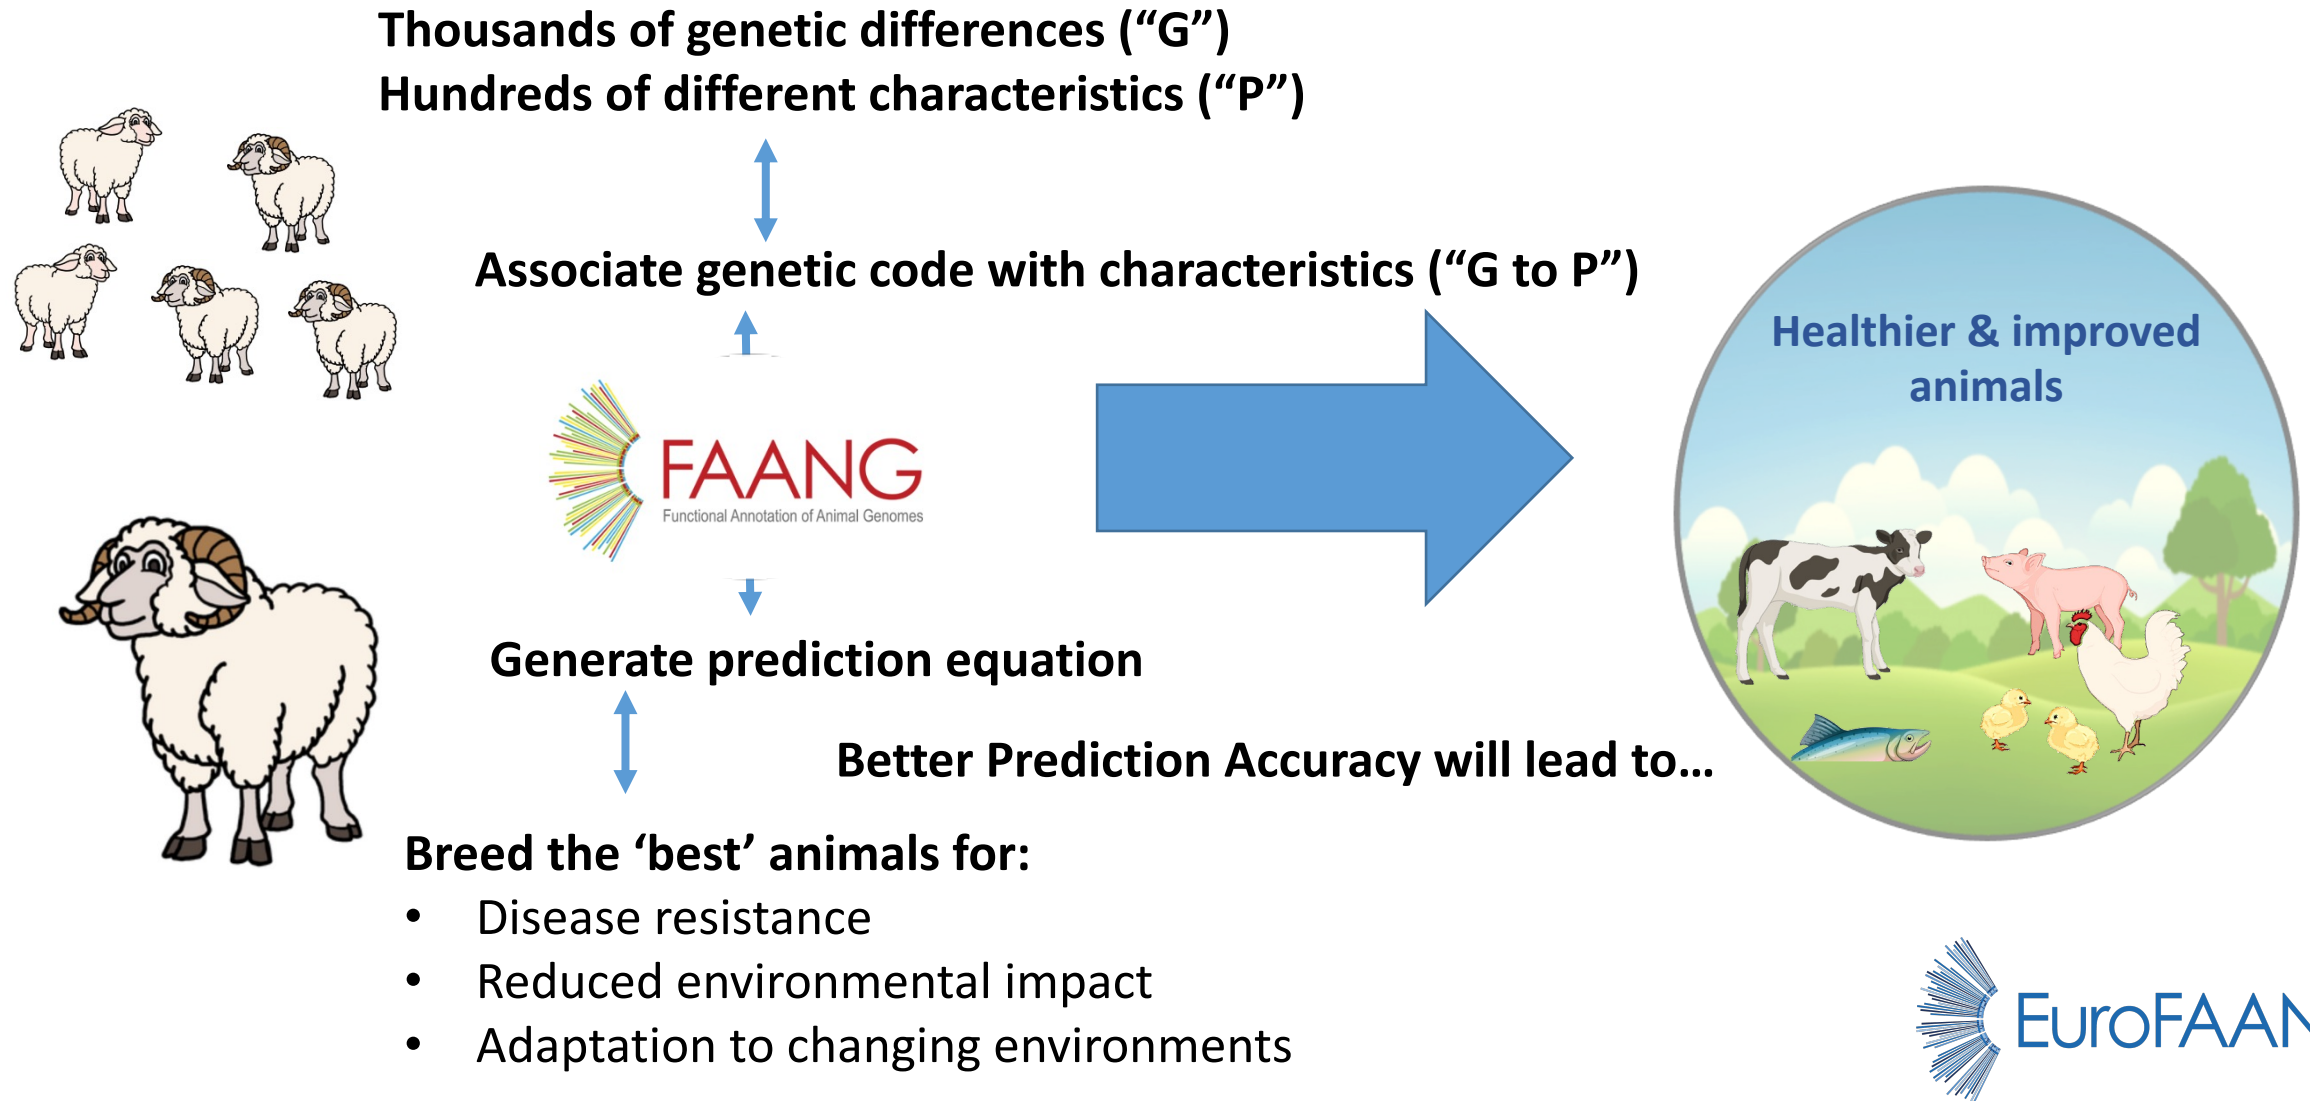 Thousands of genetic differences (“G”)
Hundreds of different characteristics (“P”)
Associate genetic code with characteristics (“G to P”)
FAANG
Functional Annotation of Animal Genomes
Generate prediction equation
Better Prediction Accuracy will lead to…
Breed the ‘best’ animals for:
• Disease resistance
• Reduced environmental impact
• Adaptation to changing environments
Healthier & improved
animals
EuroFAAN